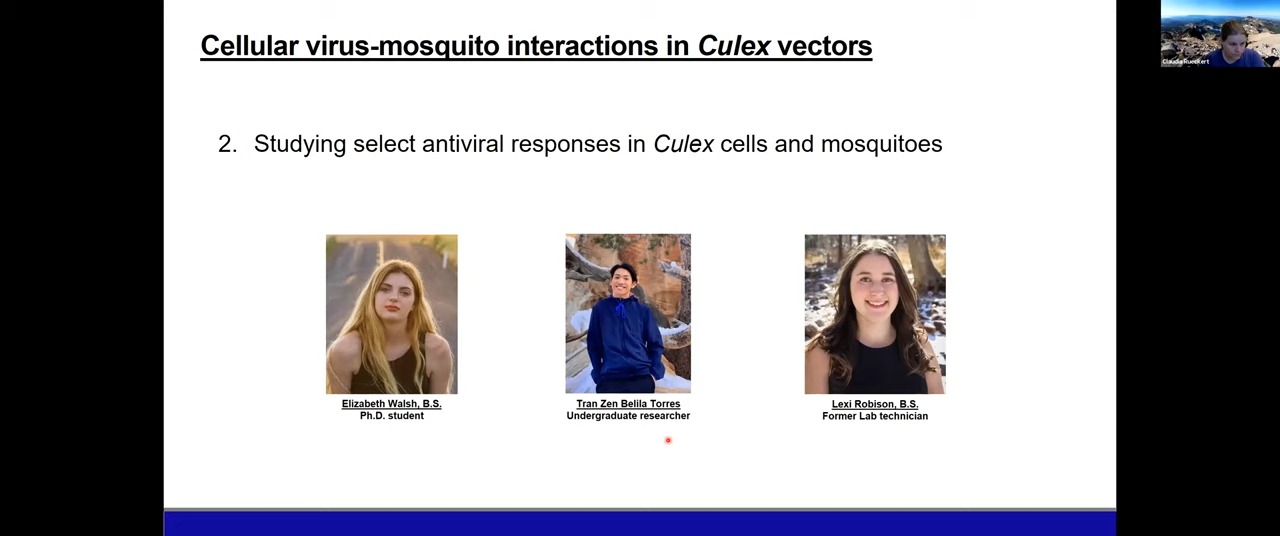 Cellular virus-mosquito interactions in Culex vectors
Claudia Rueckert
2. Studying select antiviral responses in Culex cells and mosquitoes
Elizabeth Walsh, B.S.
Ph.D. student
Tran Zen Belila Torres
Undergraduate researcher
Lexi Robison, B.S.
Former Lab technician